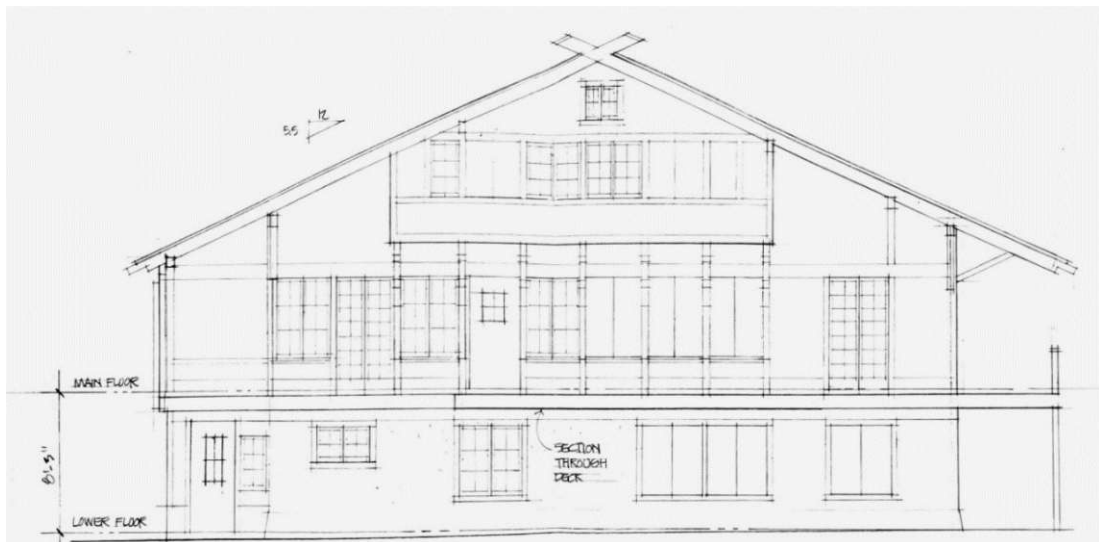 12
5.5
MAIN FLOOR
SECTION
THROUGH
DECK
8'-3"
LOWER FLOOR